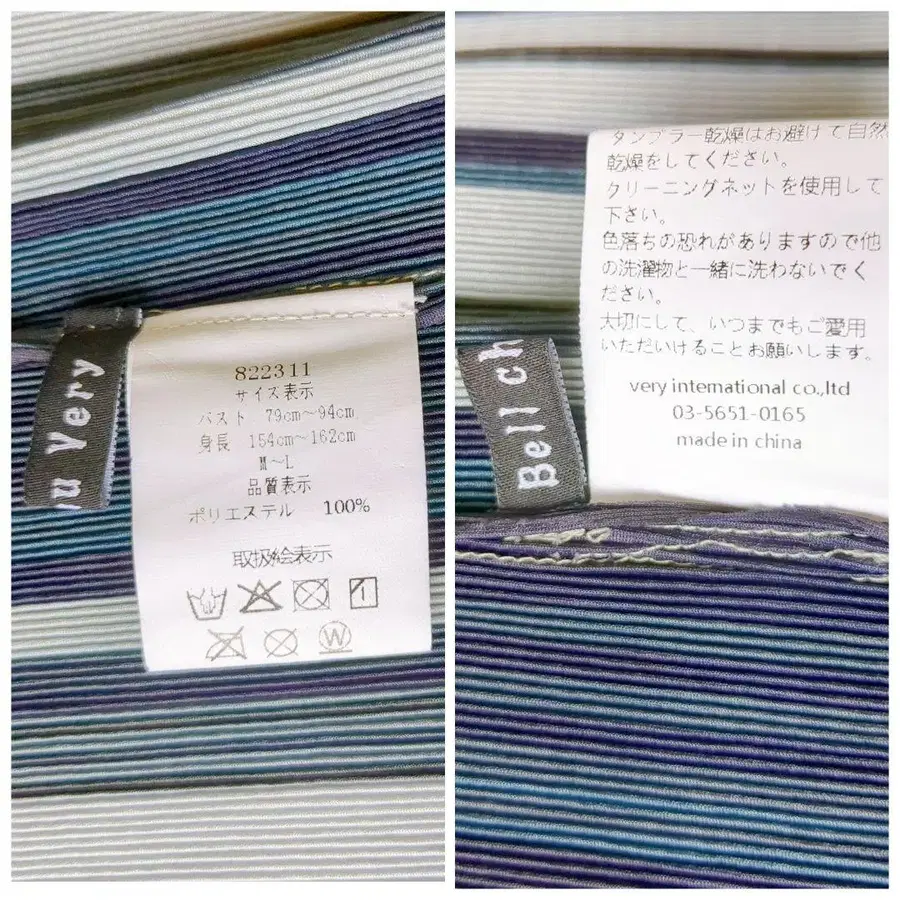 u Very
822311
サイズ表示
バスト 79cm~94cm
身長 154cm~162cm
M~L
品質表示
ポリエステル 100%
取扱絵表示
1
W
タンブラー乾燥はお避けて自然
乾燥をしてください。
クリーニングネットを使用して
下さい。
色落ちの恐れがありますので他
の洗濯物と一緒に洗わないでく
ださい。
大切にして、いつまでもご愛用
いただいけることお願いします。
very international co.,ltd
03-5651-0165
made in china
Bell ch